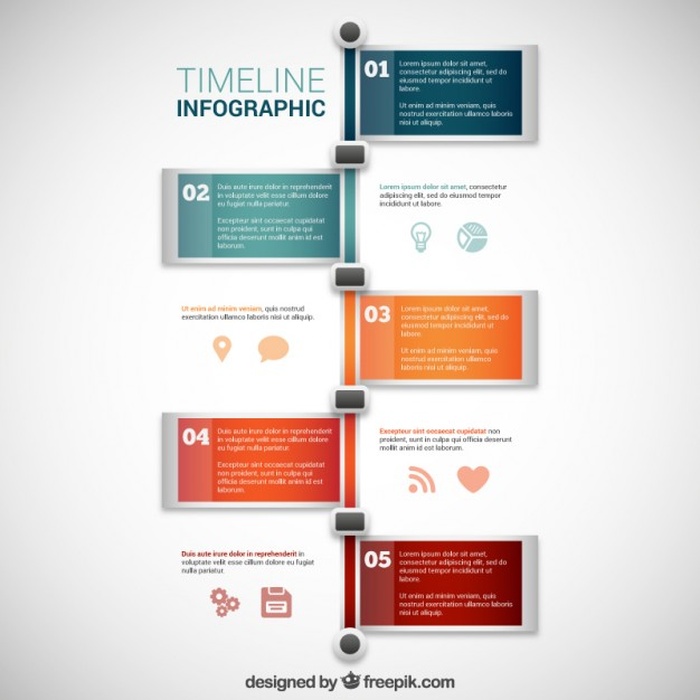 TIMELINE
INFOGRAPHIC
01
Lorem ipsum dolor sit amet,
consectetur adipiscing elit, sed do
eiusmod tempor incididunt ut
labore.
Ut enim ad minim veniam, quis nostrud
exercitation ullamco laboris nisi
ut aliquip.
02
Duis aute irure dolor in reprehenderit
in voluptate velit esse cillum dolore
eu fugiat nulla pariatur.
Excepteur sint occaecat cupidatat
non proident, sunt in culpa qui
officia deserunt mollit anim id est
laborum.
Lorem ipsum dolor sit amet, consectetur
adipiscing elit, sed do eiusmod tempor
incididunt ut labore.
Ut enim ad minim veniam, quis nostrud
exercitation ullamco laboris nisi ut aliquip.
03
Lorem ipsum dolor sit amet,
consectetur adipiscing elit, sed do
eiusmod tempor incididunt ut
labore.
Ut enim ad minim veniam, quis
nostrud exercitation ullamco laboris
nisi ut aliquip.
04
Duis aute irure dolor in reprehenderit
in voluptate velit esse cillum dolore
eu fugiat nulla pariatur.
Excepteur sint occaecat cupidatat
non proident, sunt in culpa qui
officia deserunt mollit anim id est
laborum.
Excepteur sint occaecat cupidatat non
proident, sunt in culpa qui officia deserunt
mollit anim id est laborum.
Duis aute irure dolor in reprehenderit in
voluptate velit esse cillum dolore eu fugiat
nulla pariatur
05
Lorem ipsum dolor sit amet,
consectetur adipiscing elit, sed do
eiusmod tempor incididunt ut
labore.
Ut enim ad minim veniam, quis
nostrud exercitation ullamco laboris
nisi ut aliquip.
designed by freepik.com